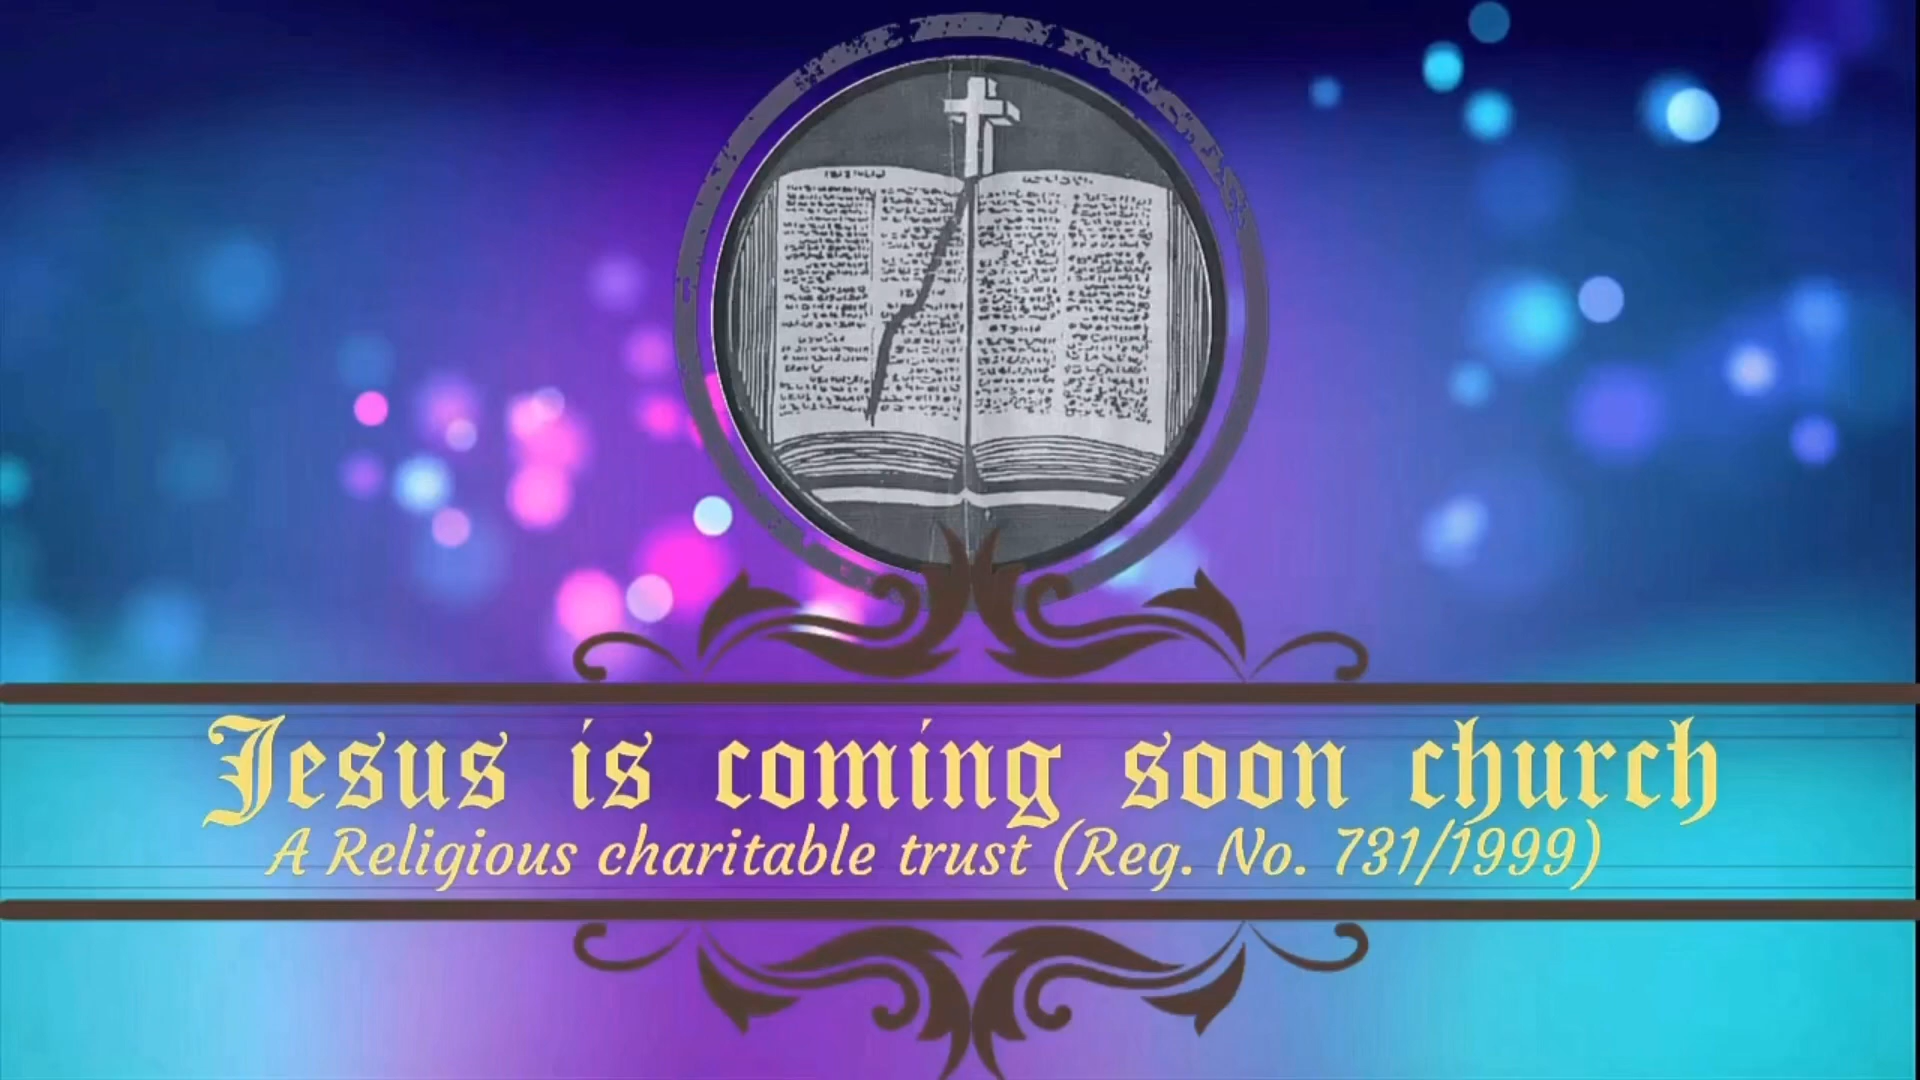 Jesus is coming soon church
A Religious charitable trust (Reg. No. 731/1999)